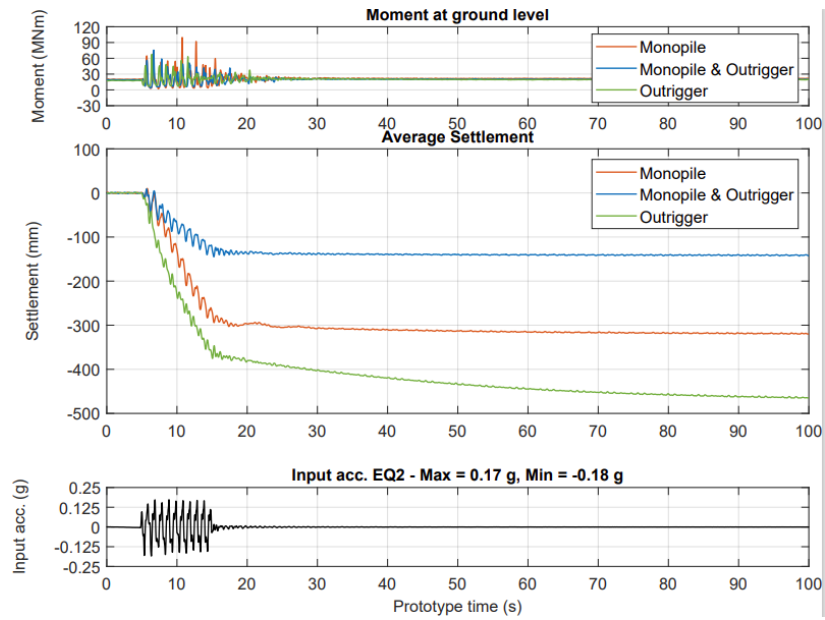 Moment at ground level
Moment (MNm)
120
90
60
30
0
-30
Monopile
Monopile & Outrigger
Outrigger
0 10 20 30 40 50 60 70 80 90 100
Average Settlement
Settlement (mm)
100
0
-100
-200
-300
-400
-500
Monopile
Monopile & Outrigger
Outrigger
0 10 20 30 40 50 60 70 80 90 100
Input acc. EQ2 - Max = 0.17 g, Min = -0.18 g
Input acc. (g)
0.25
0.125
0
-0.125
-0.25
0 10 20 30 40 50 60 70 80 90 100
Prototype time (s)